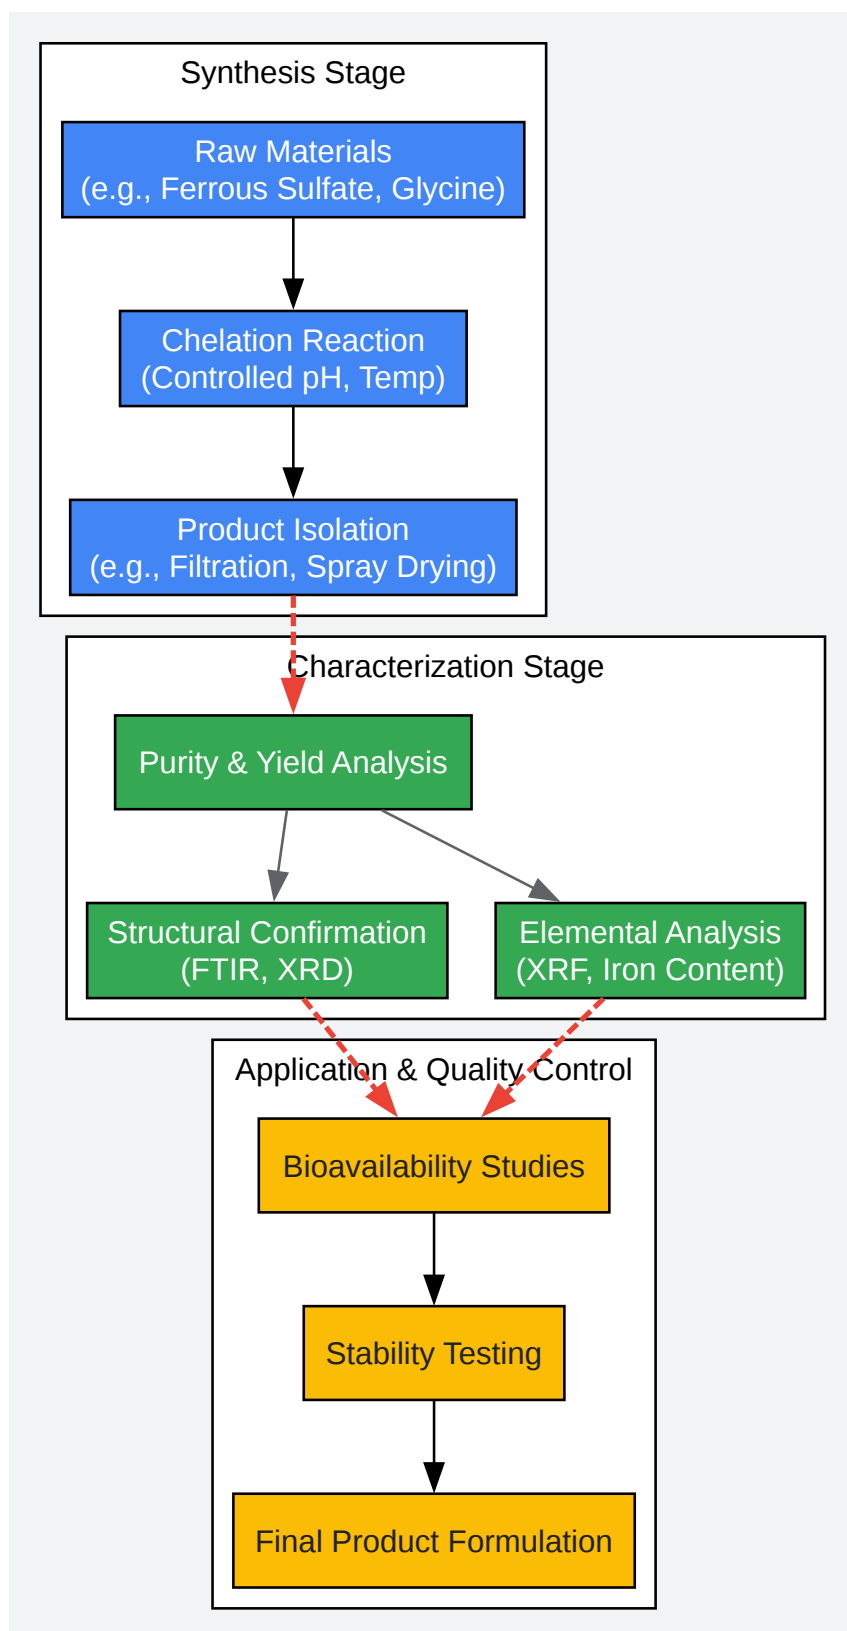 Synthesis Stage
Raw Materials
(e.g., Ferrous Sulfate, Glycine)
Chelation Reaction
(Controlled pH, Temp)
Product Isolation
(e.g., Filtration, Spray Drying)
Characterization Stage
Purity & Yield Analysis
Structural Confirmation
(FTIR, XRD)
Elemental Analysis
(XRF, Iron Content)
Application & Quality Control
Bioavailability Studies
Stability Testing
Final Product Formulation